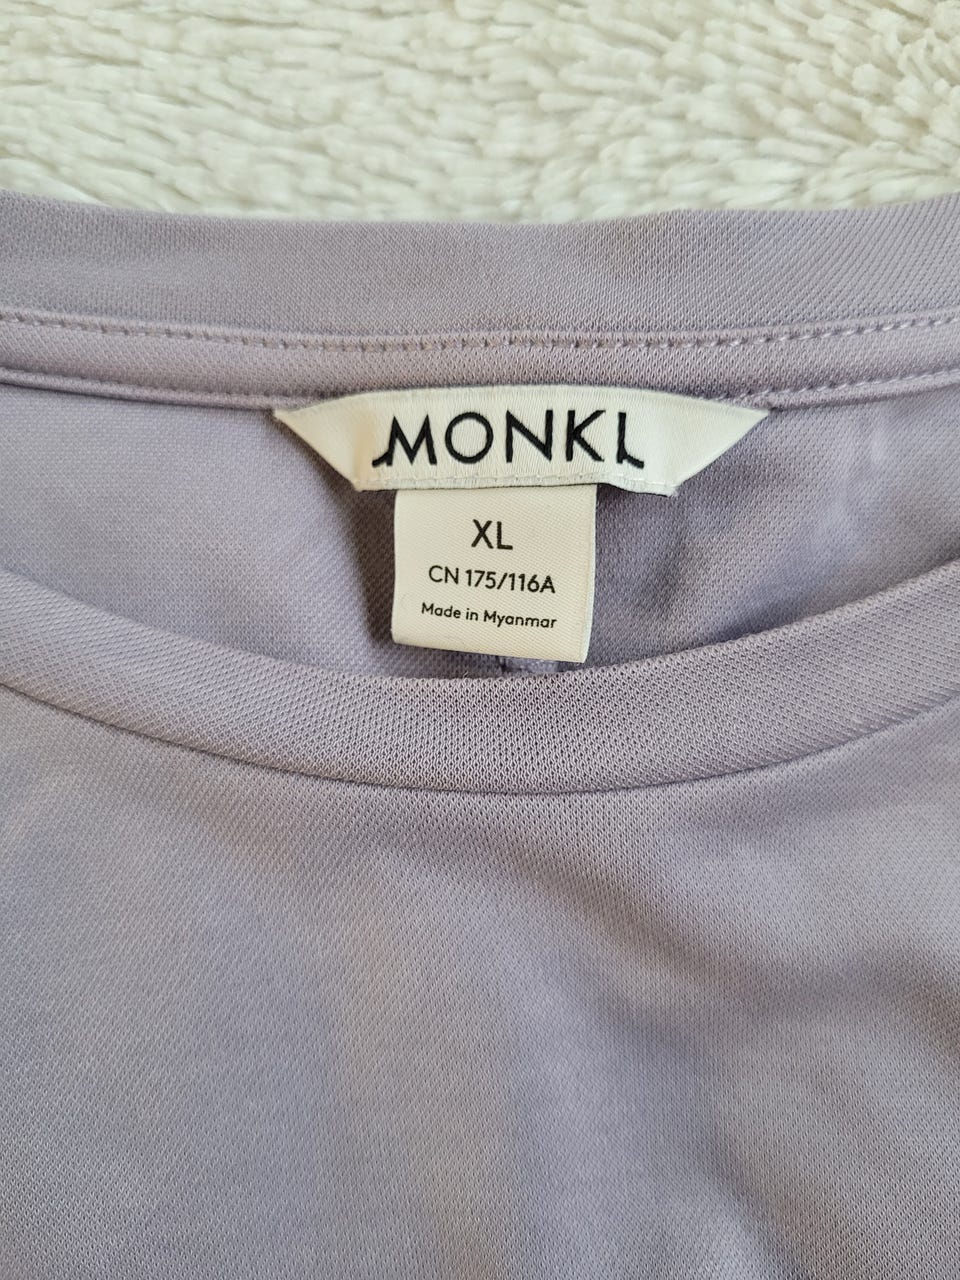 MONKI
XL
CN 175/116A
Made in Myanmar